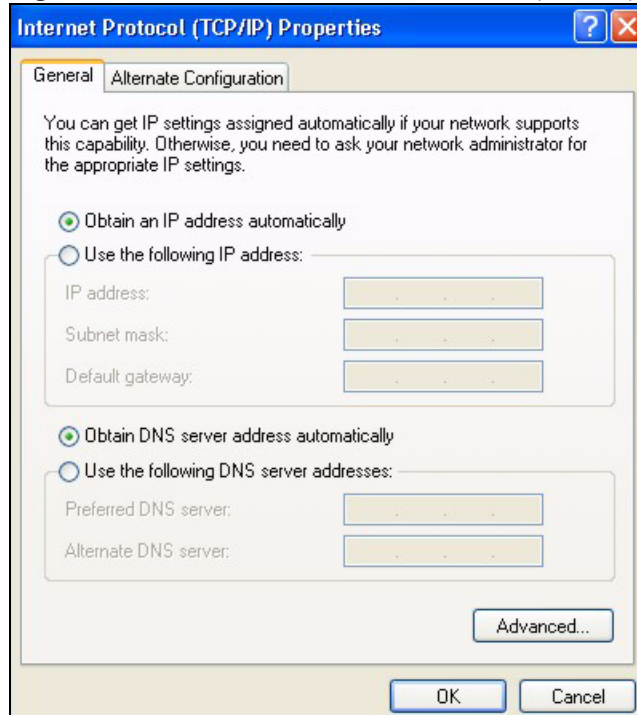 Internet Protocol (TCP/IP) Properties
General
Alternate Configuration
You can get IP settings assigned automatically if your network supports
this capability. Otherwise, you need to ask your network administrator for
the appropriate IP settings.
Obtain an IP address automatically
Use the following IP address:
IP address:
Subnet mask:
Default gateway:
Obtain DNS server address automatically
Use the following DNS server addresses:
Preferred DNS server:
Alternate DNS server:
Advanced...
OK
Cancel